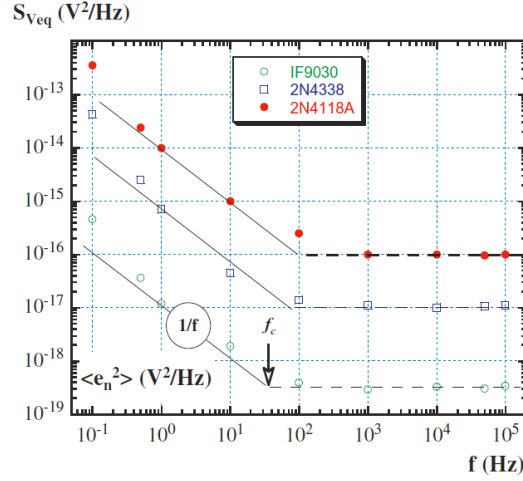 S_Veq (V²/Hz)
IF9030
2N4338
2N4118A
10⁻¹³
10⁻¹⁴
10⁻¹⁵
10⁻¹⁶
10⁻¹⁷
10⁻¹⁸
10⁻¹⁹
1/f
f_c
<e_n²> (V²/Hz)
10⁻¹ 10⁰ 10¹ 10² 10³ 10⁴ 10⁵
f (Hz)